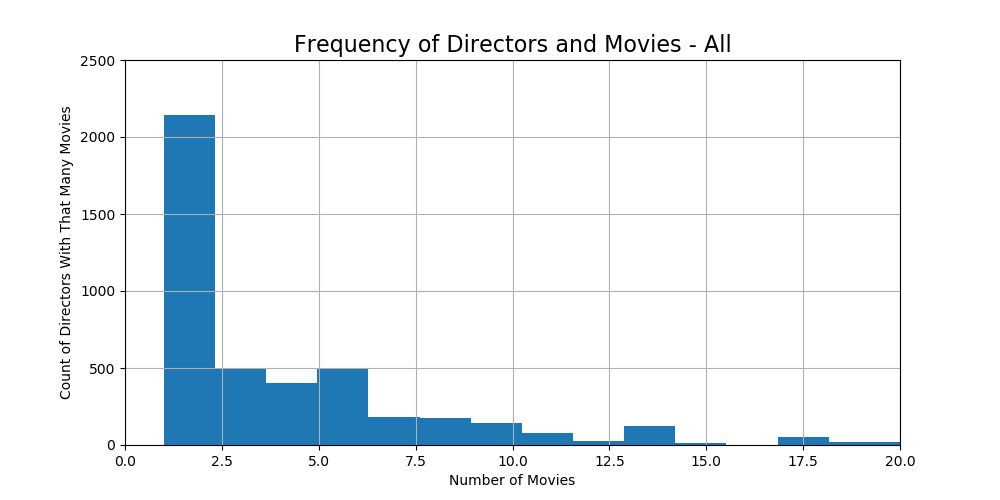 Frequency of Directors and Movies - All
Count of Directors With That Many Movies
2500
2000
1500
1000
500
0
0.0 2.5 5.0 7.5 10.0 12.5 15.0 17.5 20.0
Number of Movies